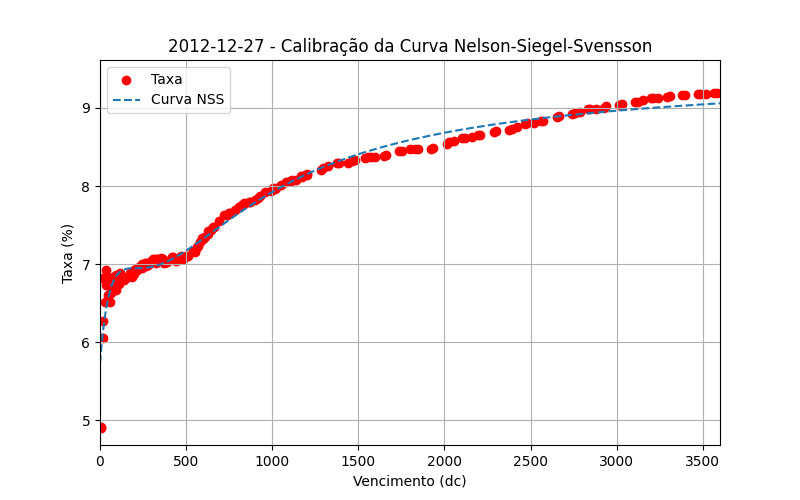 2012-12-27 - Calibração da Curva Nelson-Siegel-Svensson
Taxa
Curva NSS
9
8
7
6
5
Taxa (%)
0 500 1000 1500 2000 2500 3000 3500
Vencimento (dc)